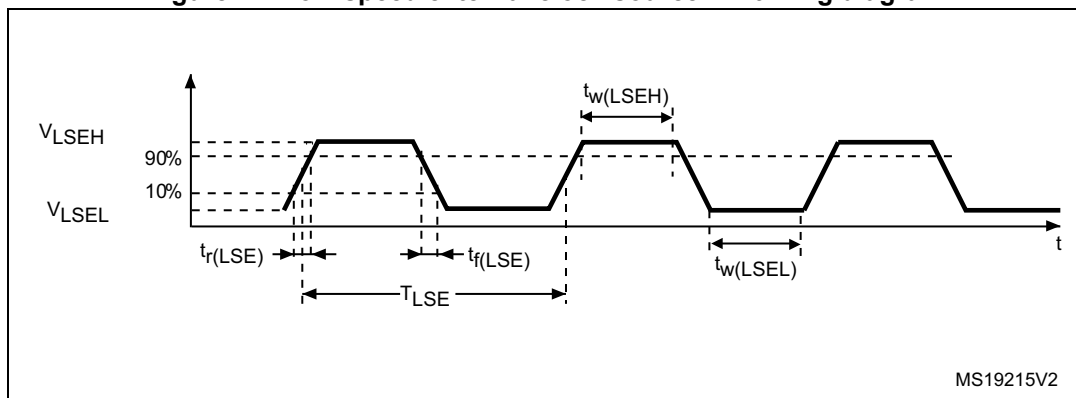 tw(LSEH)
VLSEH
90%
10%
VLSEL
tr(LSE)
tf(LSE)
tw(LSEL)
t
TLSE
MS19215V2